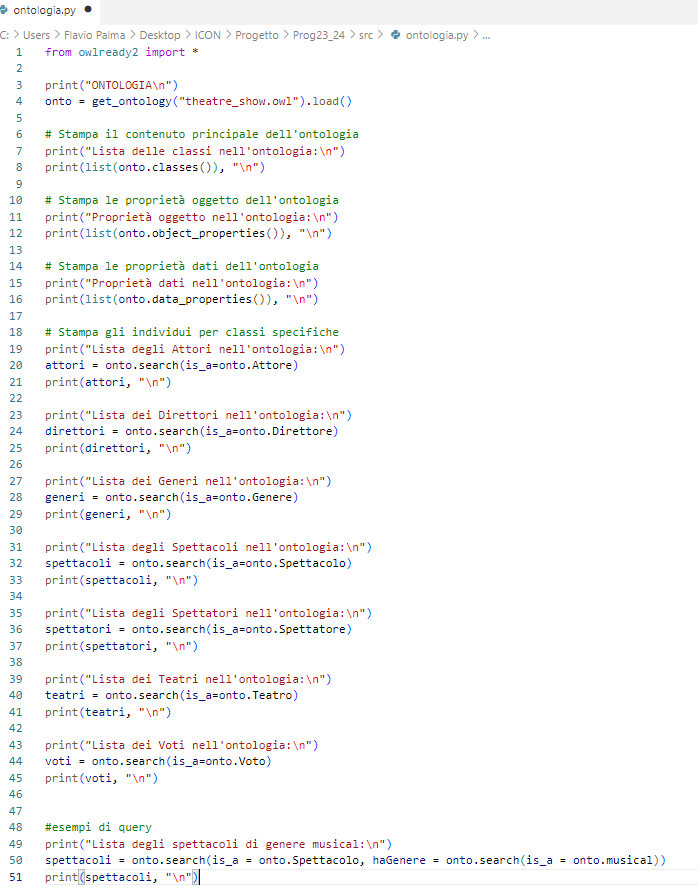 ontologia.py ●
C: > Users > Flavio Palma > Desktop > ICON > Progetto > Prog23_24 > src > ontologia.py > ...
1 from owlready2 import *
2
3 print("ONTOLOGIA\n")
4 onto = get_ontology("theatre_show.owl").load()
5
6 # Stampa il contenuto principale dell'ontologia
7 print("Lista delle classi nell'ontologia:\n")
8 print(list(onto.classes()), "\n")
9
10 # Stampa le proprietà oggetto dell'ontologia
11 print("Proprietà oggetto nell'ontologia:\n")
12 print(list(onto.object_properties()), "\n")
13
14 # Stampa le proprietà dati dell'ontologia
15 print("Proprietà dati nell'ontologia:\n")
16 print(list(onto.data_properties()), "\n")
17
18 # Stampa gli individui per classi specifiche
19 print("Lista degli Attori nell'ontologia:\n")
20 attori = onto.search(is_a=onto.Attore)
21 print(attori, "\n")
22
23 print("Lista dei Direttori nell'ontologia:\n")
24 direttori = onto.search(is_a=onto.Direttore)
25 print(direttori, "\n")
26
27 print("Lista dei Generi nell'ontologia:\n")
28 generi = onto.search(is_a=onto.Genere)
29 print(generi, "\n")
30
31 print("Lista degli Spettacoli nell'ontologia:\n")
32 spettacoli = onto.search(is_a=onto.Spettacolo)
33 print(spettacoli, "\n")
34
35 print("Lista degli Spettatori nell'ontologia:\n")
36 spettatori = onto.search(is_a=onto.Spettatore)
37 print(spettatori, "\n")
38
39 print("Lista dei Teatri nell'ontologia:\n")
40 teatri = onto.search(is_a=onto.Teatro)
41 print(teatri, "\n")
42
43 print("Lista dei Voti nell'ontologia:\n")
44 voti = onto.search(is_a=onto.Voto)
45 print(voti, "\n")
46
47
48 #esempi di query
49 print("Lista degli spettacoli di genere musical:\n")
50 spettacoli = onto.search(is_a = onto.Spettacolo, haGenere = onto.search(is_a = onto.musical))
51 print(spettacoli, "\n")